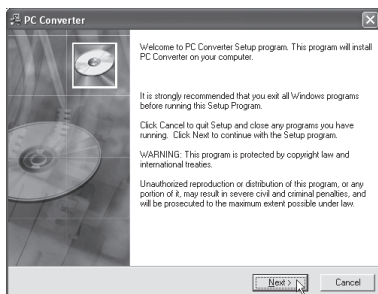 PC Converter
Welcome to PC Converter Setup program. This program will install
PC Converter on your computer.
It is strongly recommended that you exit all Windows programs
before running this Setup Program.
Click Cancel to quit Setup and close any programs you have
running. Click Next to continue with the Setup program.
WARNING: This program is protected by copyright law and
international treaties.
Unauthorized reproduction or distribution of this program, or any
portion of it, may result in severe civil and criminal penalties, and
will be prosecuted to the maximum extent possible under law.
Next >
Cancel